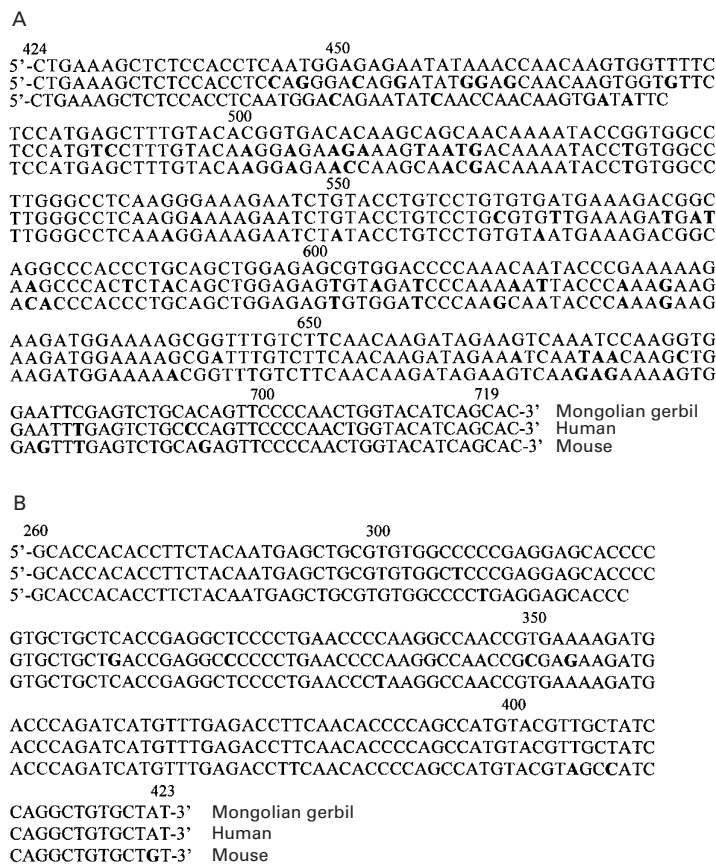 A
424 450
5’-CTGAAAGCTCTCCACCTCAATGGAGAGAATATAAACCAACAAGTGGTTTTC
5’-CTGAAAGCTCTCCACCTCCAGGGACAGGATATGGAGCAACAAGTGGTGTTC
5’-CTGAAAGCTCTCCACCTCAATGGACAGAATATCAACCAACAAGTGATATTC
500
TCCATGAGCTTTGTACACGGTGACACAAGCAGCAACAAAATACCGGTGGCC
TCCATGTCCTTTGTACAAGGAGAAGAAAGTAATGACAAAATACCTGTGGCC
TCCATGAGCTTTGTACAAGGAGAACCAAGCAACGACAAAATACCTGTGGCC
550
TTGGGCCTCAAGGGAAAGAATCTGTACCTGTCCTGTGTGATGAAAGACGGC
TTGGGCCTCAAGGAAAAGAATCTGTACCTGTCCTGCGTGTTGAAAGATGAT
TTGGGCCTCAAAGGAAAGAATCTATACCTGTCCTGTGTAATGAAAGACGGC
600
AGGCCCACCCTGCAGCTGGAGAGCGTGGACCCCAAACAATACCCGAAAAAG
AAGCCCACTCTACAGCTGGAGAGTGTAGATCCCAAAAATTACCCAAAGAAG
ACACCCACCCTGCAGCTGGAGAGTGTGGATCCCAAGCAATACCCAAAGAAG
650
AAGATGGAAAAGCGGTTTGTCTTCAACAAGATAGAAGTCAAATCCAAGGTG
AAGATGGAAAAGCGATTTGTCTTCAACAAGATAGAAATCAATAACAAGCTG
AAGATGGAAAAACGGTTTGTCTTCAACAAGATAGAAGTCAAGAGAAAAGTG
700 719
GAATTCGAGTCTGCACAGTTCCCCAACTGGTACATCAGCAC-3’ Mongolian gerbil
GAATTTGAGTCTGCCCAGTTCCCCAACTGGTACATCAGCAC-3’ Human
GAGTTTGAGTCTGCAGAGTTCCCCAACTGGTACATCAGCAC-3’ Mouse
B
260 300
5’-GCACCACACCTTCTACAATGAGCTGCGTGTGGCCCCCGAGGAGCACCCC
5’-GCACCACACCTTCTACAATGAGCTGCGTGTGGCTCCCGAGGAGCACCCC
5’-GCACCACACCTTCTACAATGAGCTGCGTGTGGCCCCTGAGGAGCACCC
350
GTGCTGCTCACCGAGGCTCCCCTGAACCCCAAGGCCAACCGTGAAAAGATG
GTGCTGCTGACCGAGGCCCCCCTGAACCCCAAGGCCAACCGCGAGAAGATG
GTGCTGCTCACCGAGGCTCCCCTGAACCCTAAGGCCAACCGTGAAAAGATG
400
ACCCAGATCATGTTTGAGACCTTCAACACCCCAGCCATGTACGTTGCTATC
ACCCAGATCATGTTTGAGACCTTCAACACCCCAGCCATGTACGTTGCTATC
ACCCAGATCATGTTTGAGACCTTCAACACCCCAGCCATGTACGTAGCCATC
423
CAGGCTGTGCTAT-3’ Mongolian gerbil
CAGGCTGTGCTAT-3’ Human
CAGGCTGTGCTGT-3’ Mouse